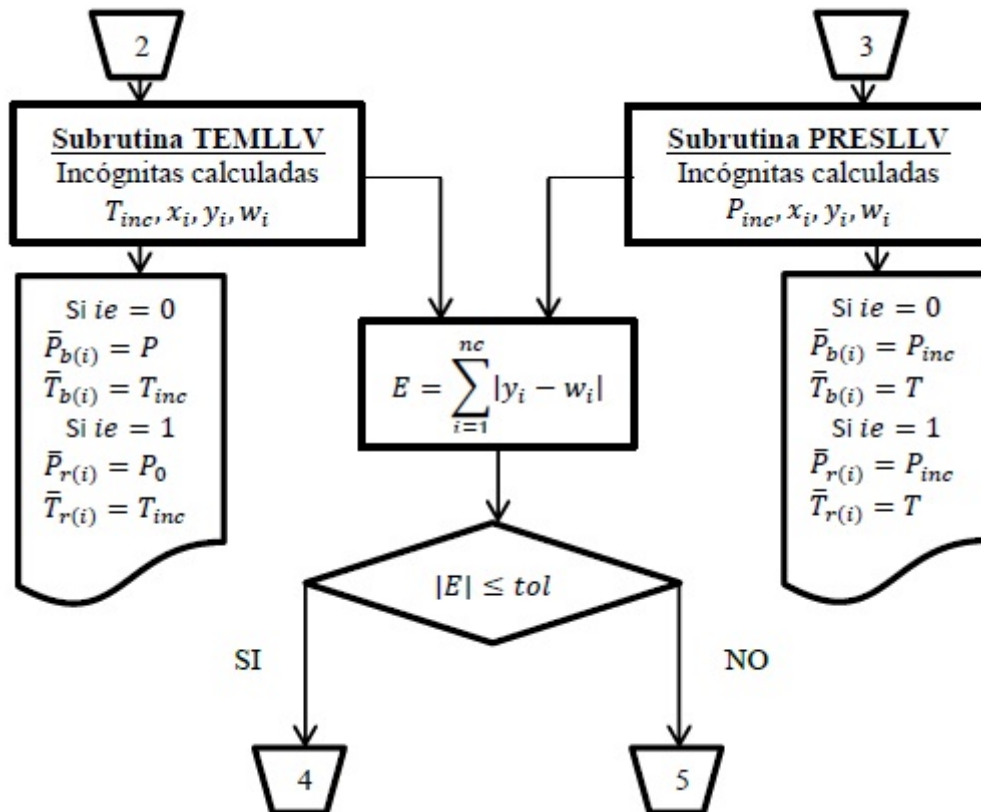 2
3
Subrutina TEMLLV
Incógnitas calculadas
T_inc, x_i, y_i, w_i
Subrutina PRESLLV
Incógnitas calculadas
P_inc, x_i, y_i, w_i
Si ie = 0
P̄_b(i) = P
T̄_b(i) = T_inc
Si ie = 1
P̄_r(i) = P_0
T̄_r(i) = T_inc
E = ∑_{i=1}^{nc} |y_i − w_i|
Si ie = 0
P̄_b(i) = P_inc
T̄_b(i) = T
Si ie = 1
P̄_r(i) = P_inc
T̄_r(i) = T
|E| ≤ tol
SI
NO
4
5